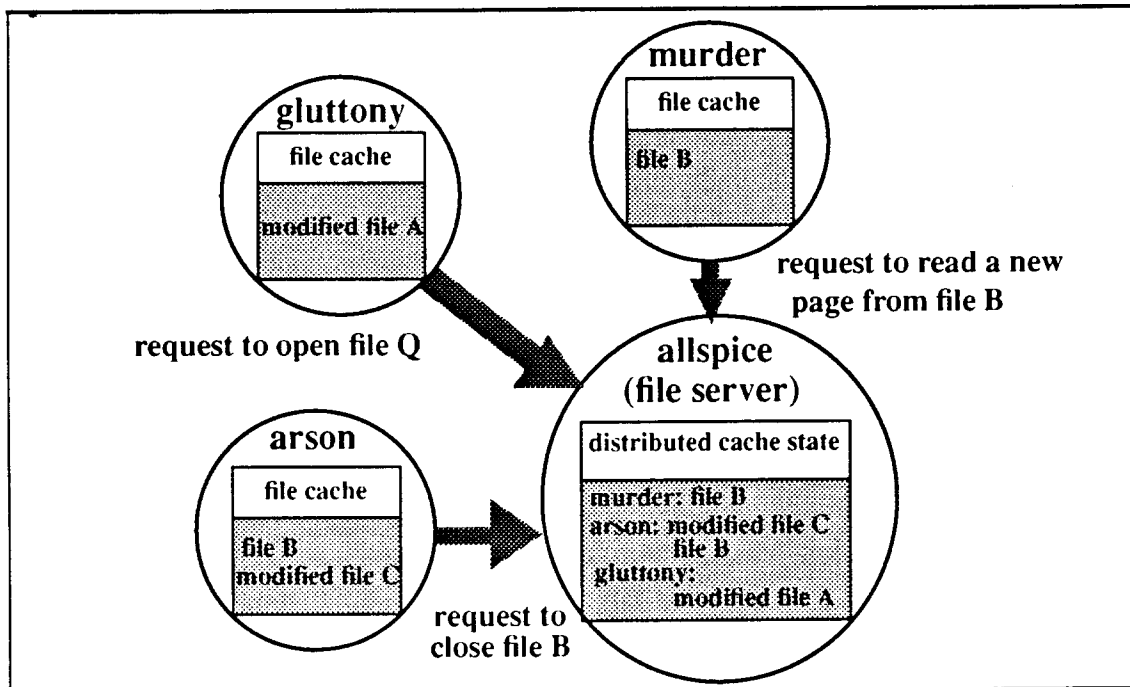 gluttony
file cache
modified file A
request to open file Q
murder
file cache
file B
request to read a new
page from file B
arson
file cache
file B
modified file C
request to
close file B
allspice
(file server)
distributed cache state
murder: file B
arson: modified file C
file B
gluttony:
modified file A